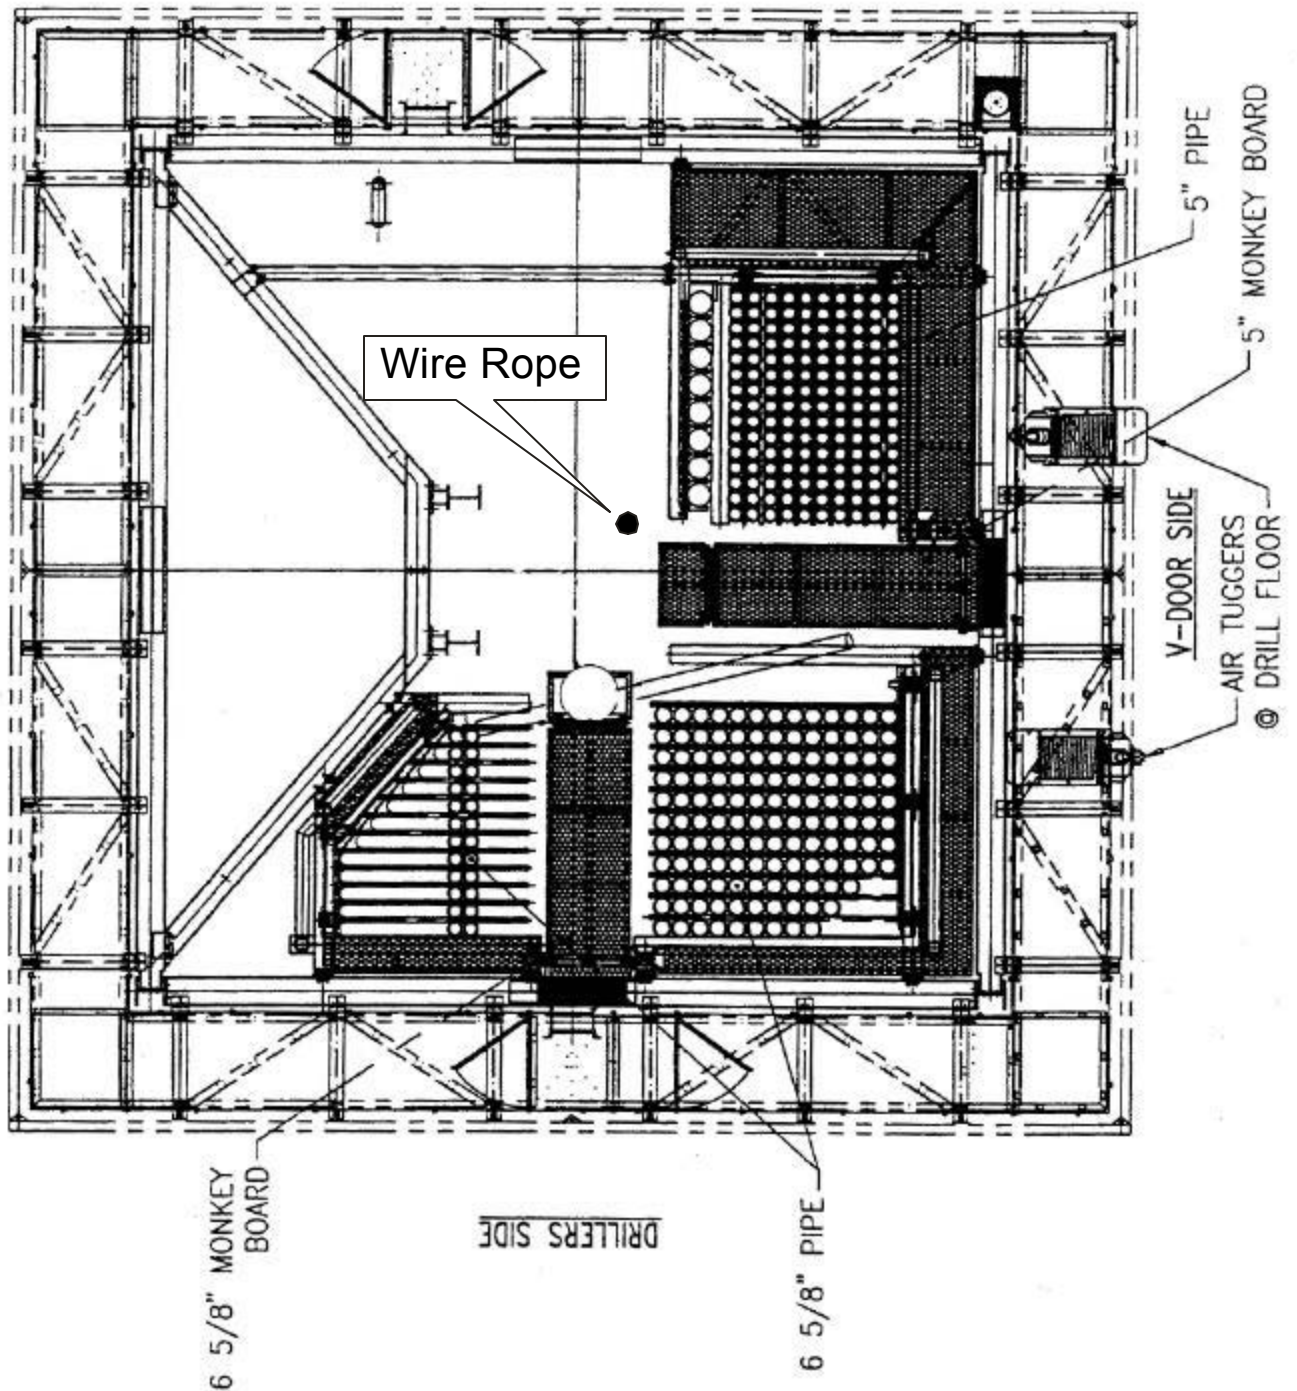 Wire Rope
5" PIPE
5" MONKEY BOARD
V-DOOR SIDE
AIR TUGGERS
@ DRILL FLOOR
6 5/8" MONKEY
BOARD
DRILLERS SIDE
6 5/8" PIPE